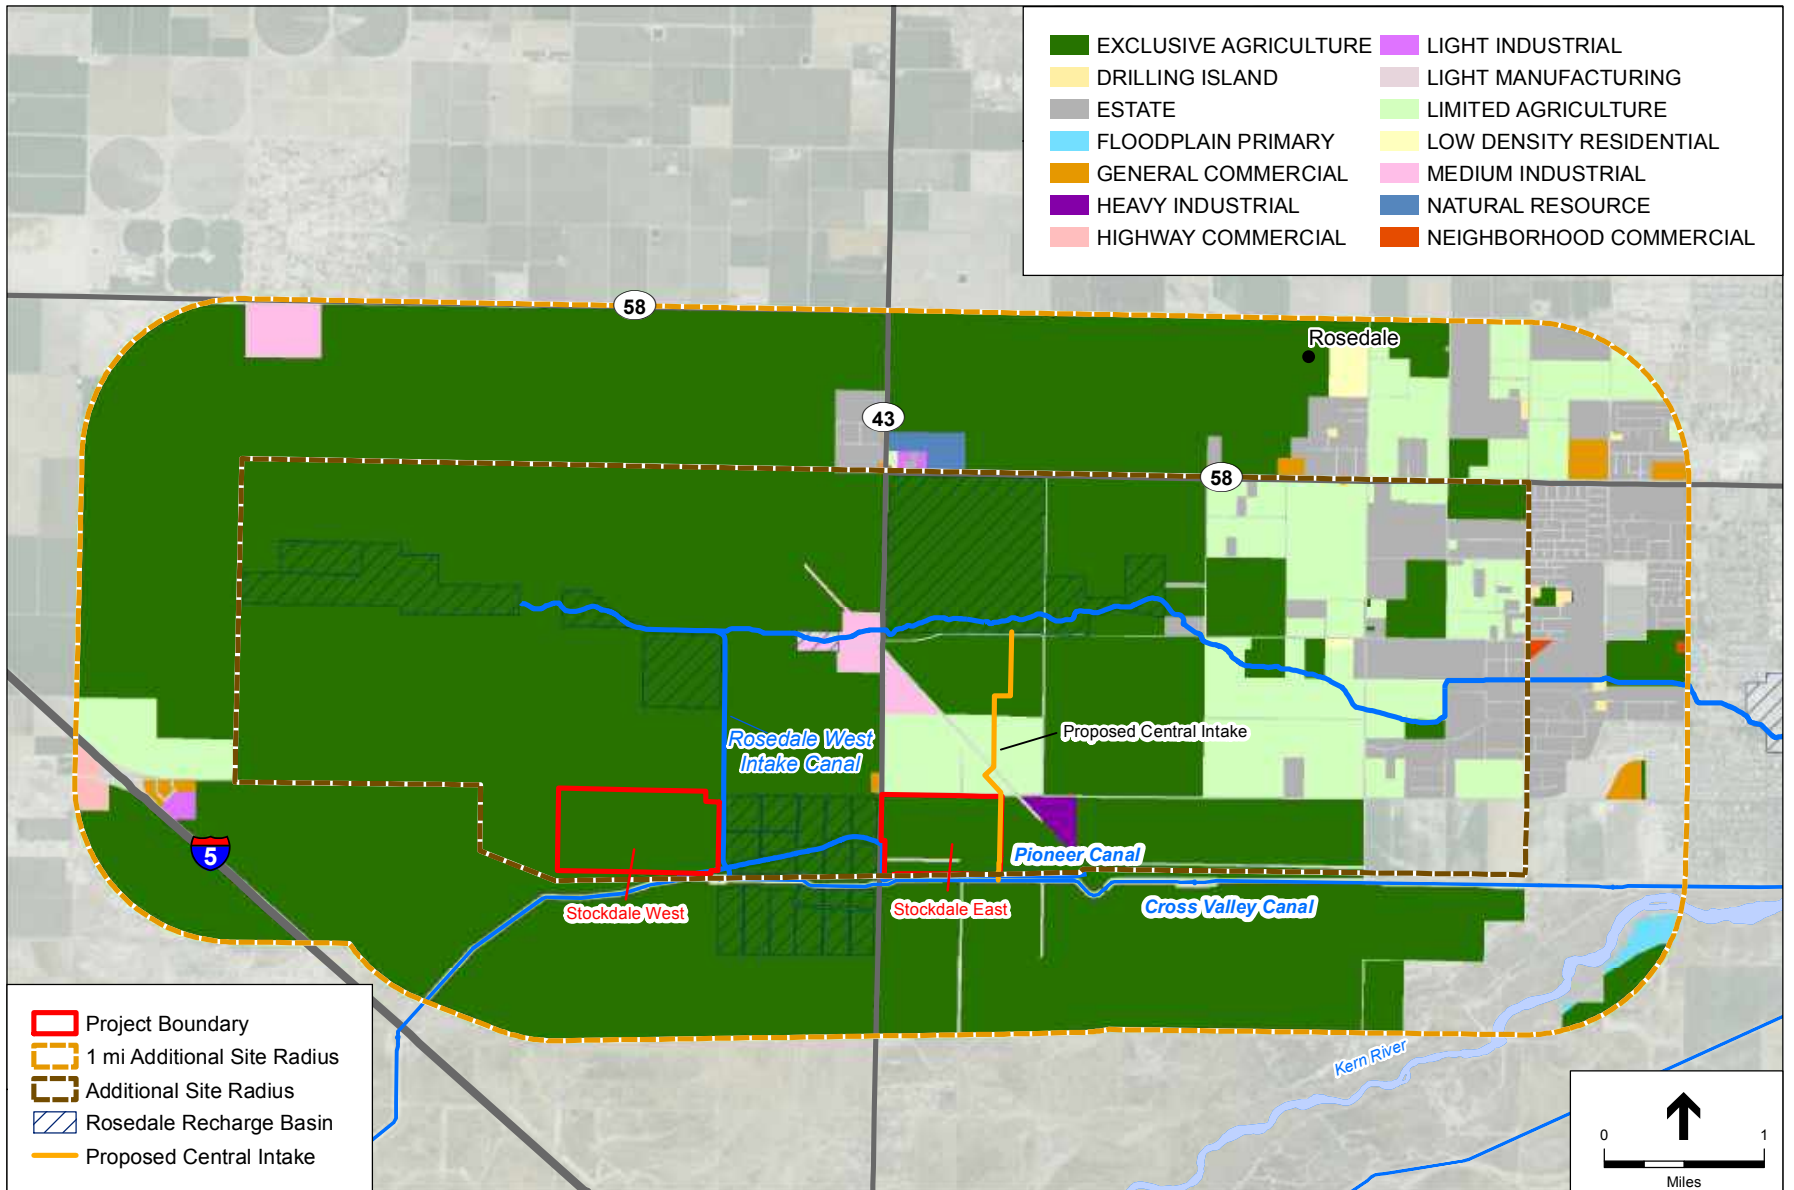 EXCLUSIVE AGRICULTURE
DRILLING ISLAND
ESTATE
FLOODPLAIN PRIMARY
GENERAL COMMERCIAL
HEAVY INDUSTRIAL
HIGHWAY COMMERCIAL
LIGHT INDUSTRIAL
LIGHT MANUFACTURING
LIMITED AGRICULTURE
LOW DENSITY RESIDENTIAL
MEDIUM INDUSTRIAL
NATURAL RESOURCE
NEIGHBORHOOD COMMERCIAL
58
Rosedale
43
58
Rosedale West
Intake Canal
Proposed Central Intake
5
Pioneer Canal
Stockdale West
Stockdale East
Cross Valley Canal
Kern River
Project Boundary
1 mi Additional Site Radius
Additional Site Radius
Rosedale Recharge Basin
Proposed Central Intake
0 1
Miles